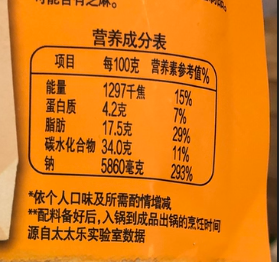 可能含有芝麻。
营养成分表
项目 每100克 营养素参考值%
能量 1297千焦 15%
蛋白质 4.2克 7%
脂肪 17.5克 29%
碳水化合物 34.0克 11%
钠 5860毫克 293%
*依个人口味及所需酌情增减
**配料备好后,入锅到成品出锅的烹饪时间
源自太太乐实验室数据